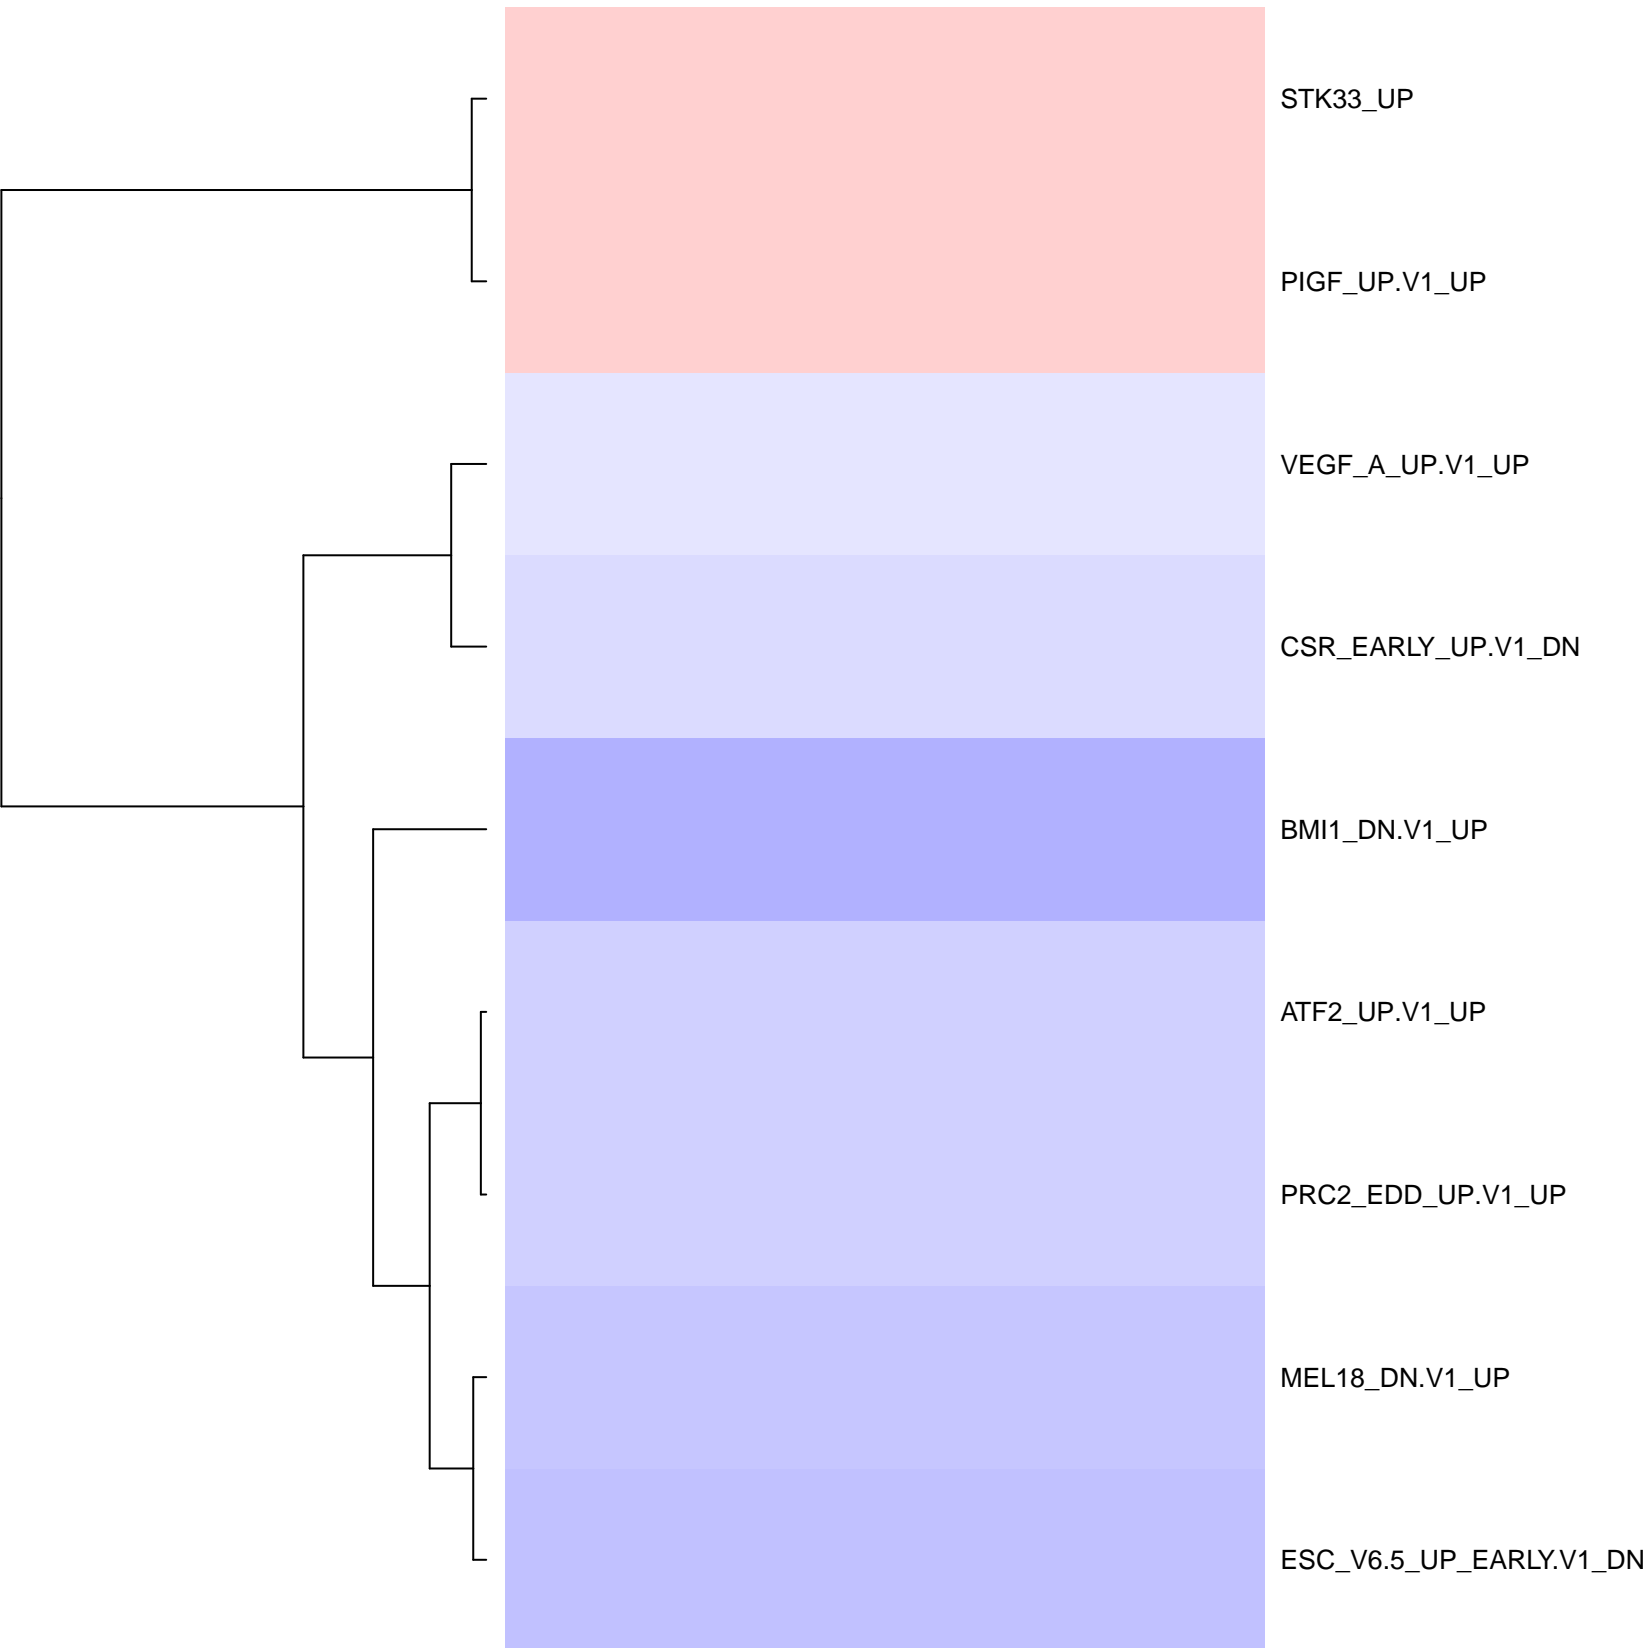 STK33_UP
PIGF_UP.V1_UP
VEGF_A_UP.V1_UP
CSR_EARLY_UP.V1_DN
BMI1_DN.V1_UP
ATF2_UP.V1_UP
PRC2_EDD_UP.V1_UP
MEL18_DN.V1_UP
ESC_V6.5_UP_EARLY.V1_DN